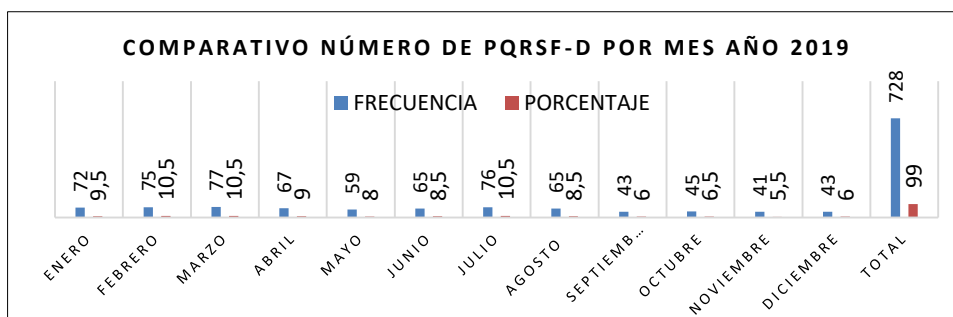 COMPARATIVO NÚMERO DE PQRSF-D POR MES AÑO 2019
FRECUENCIA PORCENTAJE
72 9,5 75 10,5 77 10,5 67 9 59 8 65 8,5 76 10,5 65 8,5 43 6 45 6,5 41 5,5 43 6 728 99
ENERO FEBRERO MARZO ABRIL MAYO JUNIO JULIO AGOSTO SEPTIEMB... OCTUBRE NOVIEMBRE DICIEMBRE TOTAL